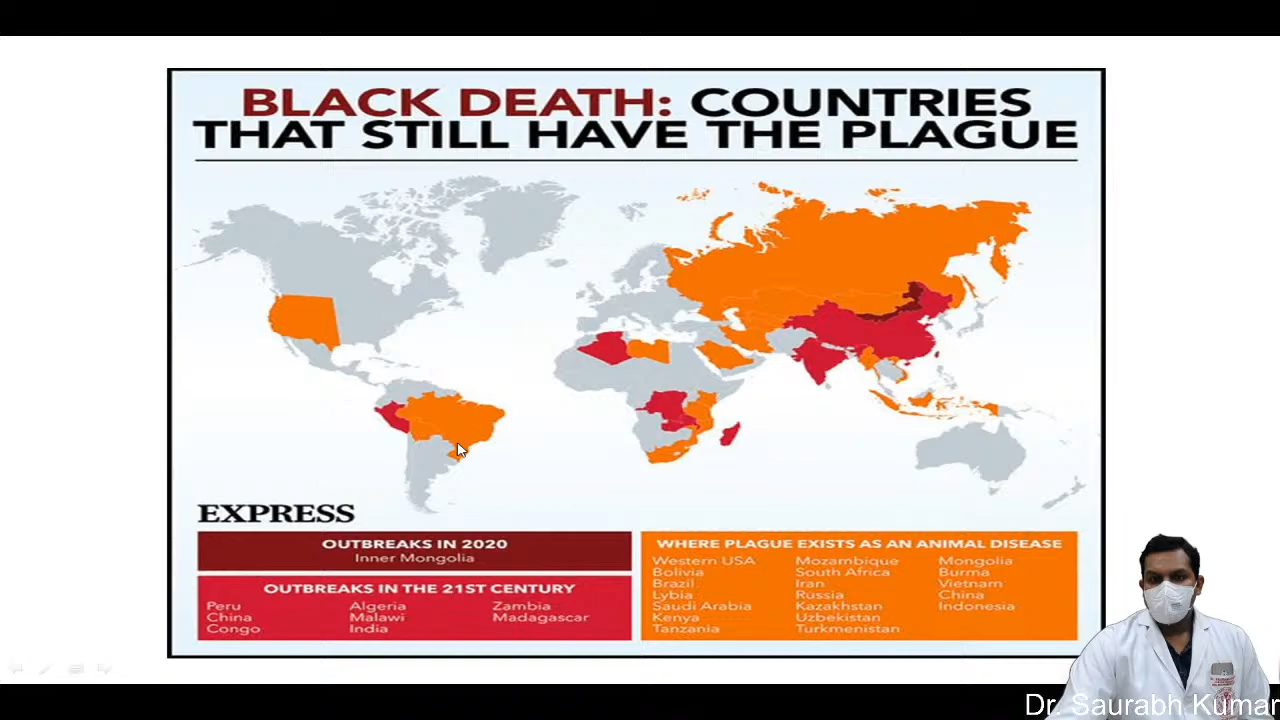 BLACK DEATH: COUNTRIES
THAT STILL HAVE THE PLAGUE
EXPRESS
OUTBREAKS IN 2020
Inner Mongolia
OUTBREAKS IN THE 21ST CENTURY
Peru Algeria Zambia
China Malawi Madagascar
Congo India
WHERE PLAGUE EXISTS AS AN ANIMAL DISEASE
Western USA Mozambique Mongolia
Bolivia South Africa Burma
Brazil Iran Vietnam
Lybia Russia China
Saudi Arabia Kazakhstan Indonesia
Kenya Uzbekistan
Tanzania Turkmenistan
Dr. Saurabh Kumar